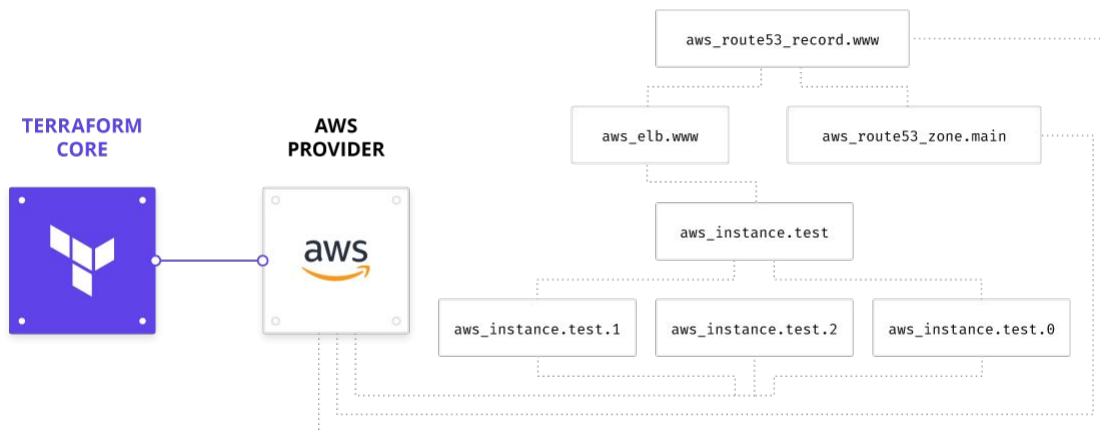 TERRAFORM
CORE
AWS
PROVIDER
aws
aws_route53_record.www
aws_elb.www
aws_route53_zone.main
aws_instance.test
aws_instance.test.1
aws_instance.test.2
aws_instance.test.0